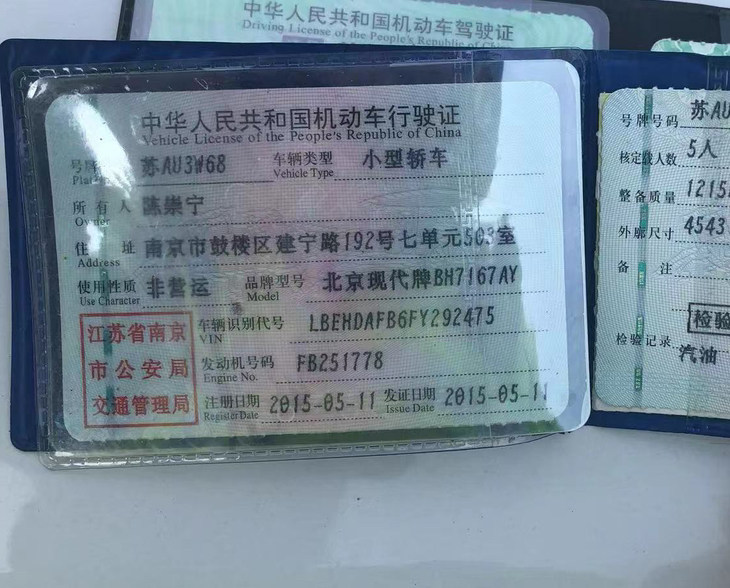 中华人民共和国机动车驾驶证
Driving License of the People's Republic of
中华人民共和国机动车行驶证
Vehicle License of the People's Republic of China
号牌 苏AU3W68 车辆类型 小型轿车
Vehicle Type
所有人 陈崇宁
Owner
住址 南京市鼓楼区建宁路192号七单元503室
Address
使用性质 非营运 品牌型号 北京现代牌BH7167AY
Use Character Model
江苏省南京
市公安局
交通管理局
车辆识别代号 LBEHDAFB6FY292475
VIN
发动机号码 FB251778
Engine No.
注册日期 2015-05-11 发证日期 2015-05-11
Register Date Issue Date
号牌号码 苏AU
核定载人数 5人
整备质量 1215
外廓尺寸 4543
备注
检验
检验记录
汽油